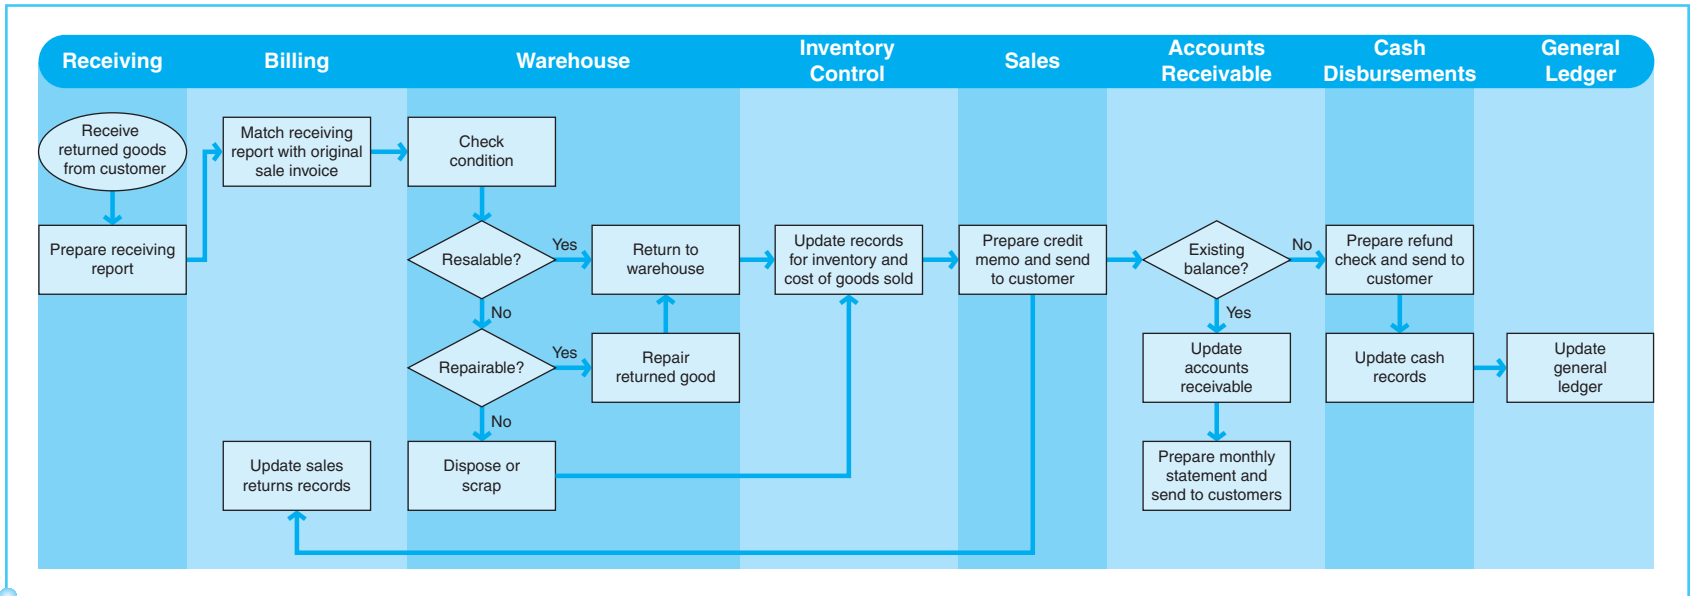 Receiving
Billing
Warehouse
Inventory
Control
Sales
Accounts
Receivable
Cash
Disbursements
General
Ledger
Receive
returned goods
from customer
Prepare receiving
report
Match receiving
report with original
sale invoice
Update sales
returns records
Check
condition
Resalable?
Yes
No
Return to
warehouse
Repairable?
Yes
No
Repair
returned good
Dispose or
scrap
Update records
for inventory and
cost of goods sold
Prepare credit
memo and send
to customer
Existing
balance?
No
Yes
Update
accounts
receivable
Prepare monthly
statement and
send to customers
Prepare refund
check and send to
customer
Update cash
records
Update
general
ledger